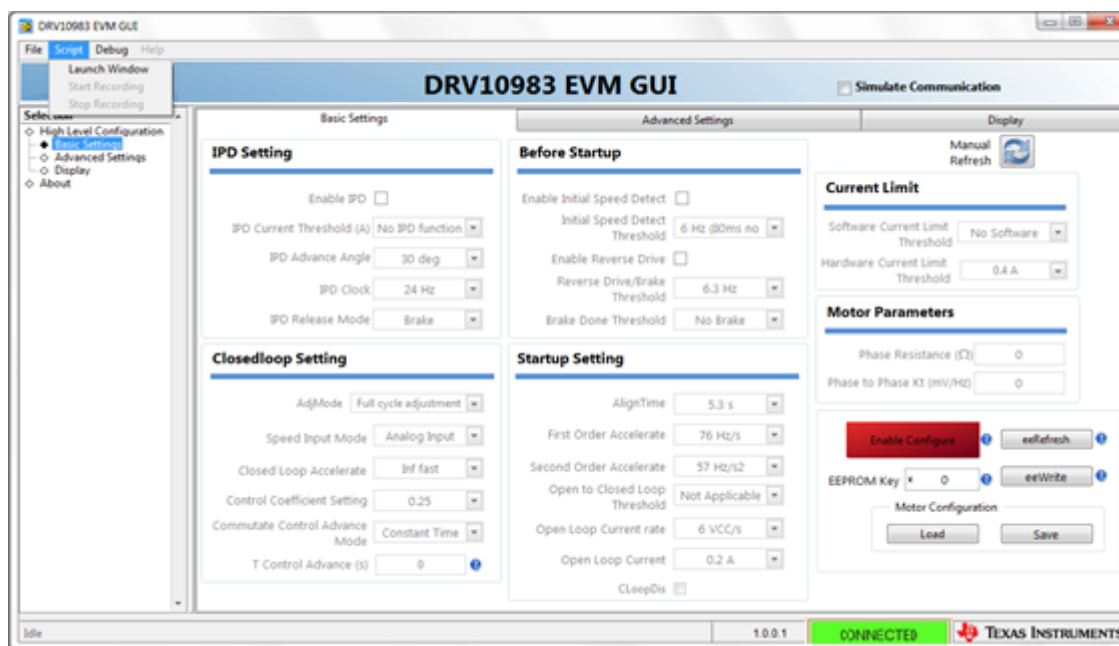 DRV10983 EVM GUI
File Script Debug Help
Launch Window
Start Recording
Stop Recording
DRV10983 EVM GUI
Simulate Communication
Selection
High Level Configuration
Basic Settings
Advanced Settings
Display
About
Basic Settings
Advanced Settings
Display
IPD Setting
Enable IPD
IPD Current Threshold (A) No IPD function
IPD Advance Angle 30 deg
IPD Clock 24 Hz
IPD Release Mode Brake
Closedloop Setting
AdjMode Full cycle adjustment
Speed Input Mode Analog Input
Closed Loop Accelerate Inf fast
Control Coefficient Setting 0.25
Commutate Control Advance
Mode Constant Time
T Control Advance (s) 0
Before Startup
Enable Initial Speed Detect
Initial Speed Detect
Threshold 6 Hz (80ms no
Enable Reverse Drive
Reverse Drive/Brake
Threshold 6.3 Hz
Brake Done Threshold No Brake
Startup Setting
AlignTime 5.3 s
First Order Accelerate 76 Hz/s
Second Order Accelerate 57 Hz/s2
Open to Closed Loop
Threshold Not Applicable
Open Loop Current rate 6 VCC/s
Open Loop Current 0.2 A
CLoopDis
Manual
Refresh
Current Limit
Software Current Limit
Threshold No Software
Hardware Current Limit
Threshold 0.4 A
Motor Parameters
Phase Resistance (Ω) 0
Phase to Phase Kt (mV/Hz) 0
Enable Configure ? eeRefresh ?
EEPROM Key x 0 ? eeWrite ?
Motor Configuration
Load Save
Idle 1.0.0.1 CONNECTED TEXAS INSTRUMENTS